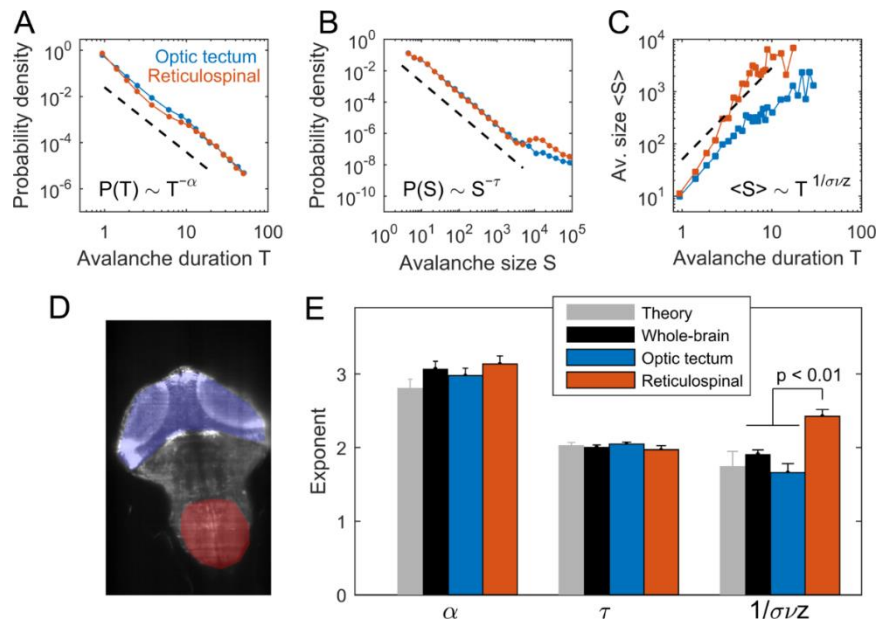 A
Probability density
10^0
10^-2
10^-4
10^-6
Optic tectum
Reticulospinal
P(T) ~ T^-α
1
10
100
Avalanche duration T
B
Probability density
10^0
10^-2
10^-4
10^-6
10^-8
10^-10
P(S) ~ S^-τ
10^0
10^1
10^2
10^3
10^4
10^5
Avalanche size S
C
Av. size <S>
10^4
10^3
10^2
10^1
<S> ~ T^1/σνz
1
10
Avalanche duration T
D
E
Exponent
3
2
1
0
Theory
Whole-brain
Optic tectum
Reticulospinal
p < 0.01
α
τ
1/σνz